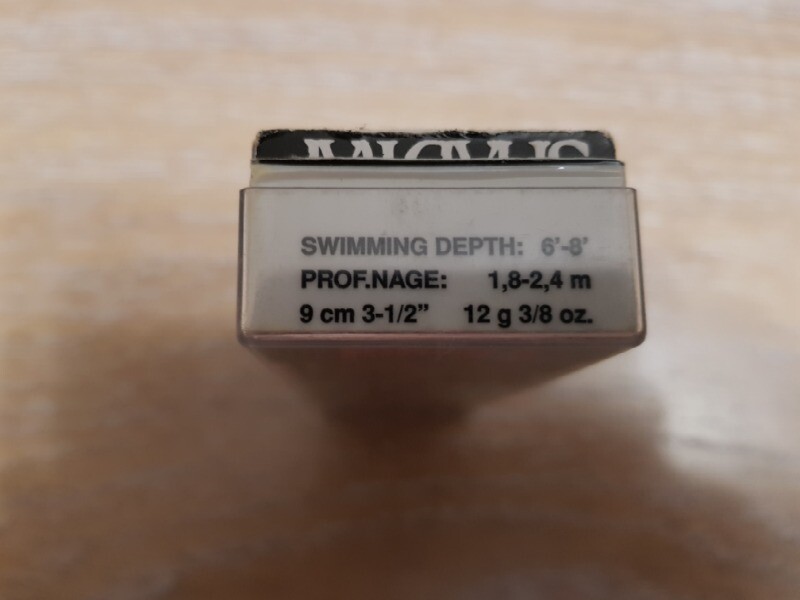 SWIMMING DEPTH: 6'-8'
PROF.NAGE: 1,8-2,4 m
9 cm 3-1/2” 12 g 3/8 oz.